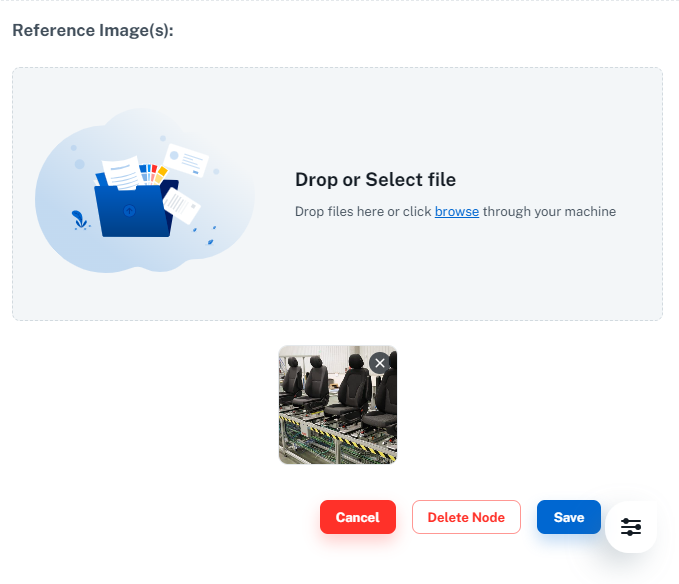 Reference Image(s):
Drop or Select file
Drop files here or click browse through your machine
Cancel
Delete Node
Save